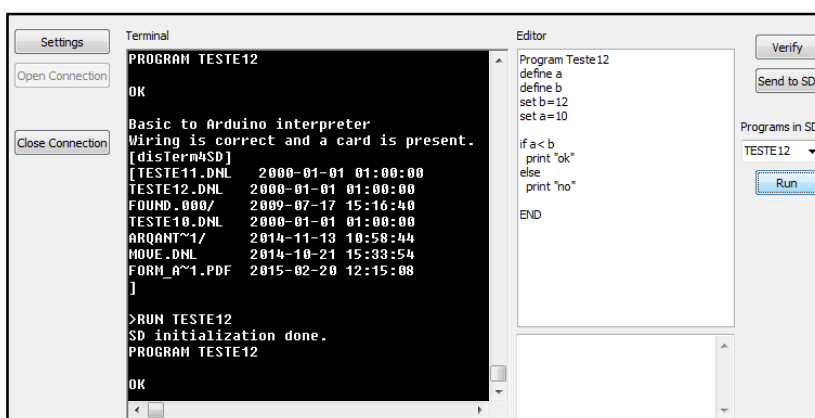 Settings
Open Connection
Close Connection
Terminal
PROGRAM TESTE12
OK
Basic to Arduino interpreter
Wiring is correct and a card is present.
[disTerm4SD]
[TESTE11.DNL 2000-01-01 01:00:00
TESTE12.DNL 2000-01-01 01:00:00
FOUND.000/ 2009-07-17 15:16:40
TESTE10.DNL 2000-01-01 01:00:00
ARQANT~1/ 2014-11-13 10:58:44
MOVE.DNL 2014-10-21 15:33:54
FORM_A~1.PDF 2015-02-20 12:15:08
]
>RUN TESTE12
SD initialization done.
PROGRAM TESTE12
OK
Editor
Program Teste12
define a
define b
set b=12
set a=10
if a< b
print "ok"
else
print "no"
END
Verify
Send to SD
Programs in SD
TESTE12
Run